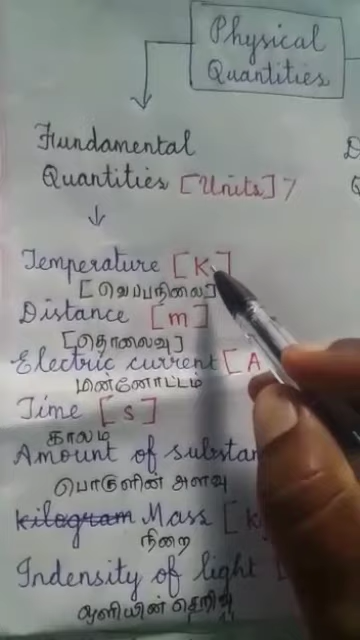 Physical
Quantities
Fundamental
Quantities [Units] 7
D
Q
Temperature [K]
[வெப்பநிலை]
Distance [m]
[தொலைவு]
Electric current [A
மின்னோட்டம்
Time [s]
காலம்
Amount of substan
பொருளின் அளவு
kilogram Mass [k
நிறை
Indensity of light [
ஒளியின் செறிவு